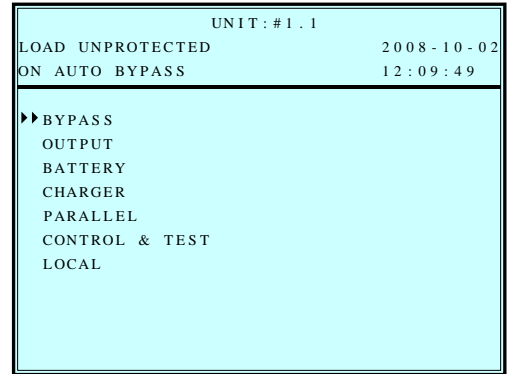 UNIT:#1.1
LOAD UNPROTECTED 2008-10-02
ON AUTO BYPASS 12:09:49
BYPASS
OUTPUT
BATTERY
CHARGER
PARALLEL
CONTROL & TEST
LOCAL